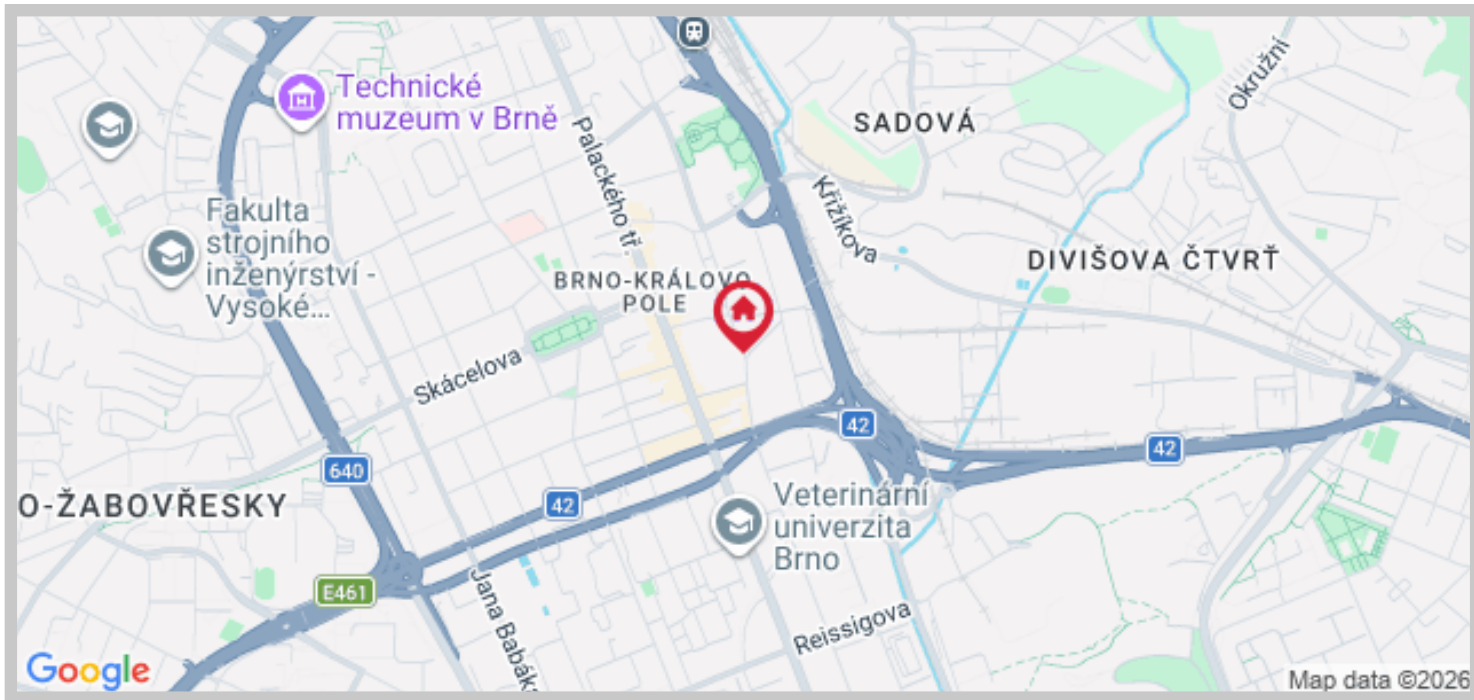 Technické
muzeum v Brně
Palackého tř.
SADOVÁ
Okružní
Křižíkova
Fakulta
strojního
inženýrství -
Vysoké...
BRNO-KRÁLOVO
POLE
DIVIŠOVA ČTVRŤ
Skácelova
42
42
640
42
O-ŽABOVŘESKY
Veterinární
univerzita
Brno
E461
Jana Babáks
Reissigova
Google
Map data ©2026